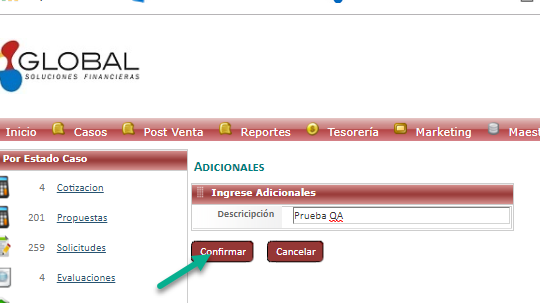 GLOBAL
SOLUCIONES FINANCIERAS
Inicio Casos Post Venta Reportes Tesorería Marketing Maest
Por Estado Caso
4 Cotizacion
201 Propuestas
259 Solicitudes
4 Evaluaciones
ADICIONALES
Ingrese Adicionales
Descricipción Prueba QA
Confirmar Cancelar